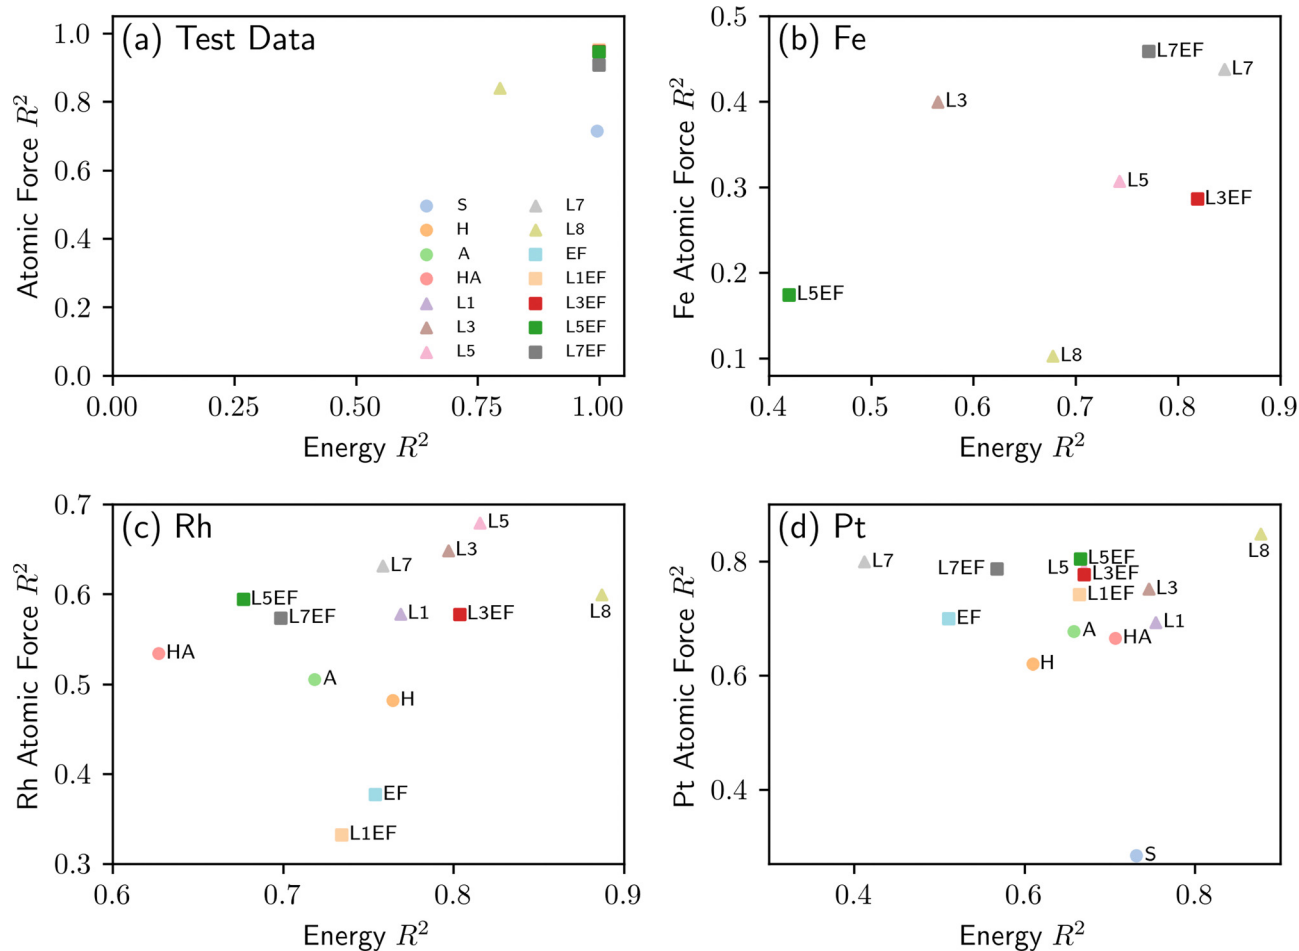 (a) Test Data
Atomic Force R²
1.0
0.8
0.6
0.4
0.2
0.0
S
H
A
HA
L1
L3
L5
L7
L8
EF
L1EF
L3EF
L5EF
L7EF
0.00 0.25 0.50 0.75 1.00
Energy R²
(b) Fe
Fe Atomic Force R²
0.5
0.4
0.3
0.2
0.1
L7EF
L7
L3
L5
L3EF
L5EF
L8
0.4 0.5 0.6 0.7 0.8 0.9
Energy R²
(c) Rh
Rh Atomic Force R²
0.7
0.6
0.5
0.4
0.3
L5
L3
L7
L5EF
L7EF
L1
L3EF
L8
HA
A
H
EF
L1EF
0.6 0.7 0.8 0.9
Energy R²
(d) Pt
Pt Atomic Force R²
0.8
0.6
0.4
L8
L7
L7EF
L5
L5EF
L3EF
L1EF
L3
EF
A
HA
L1
H
S
0.4 0.6 0.8
Energy R²